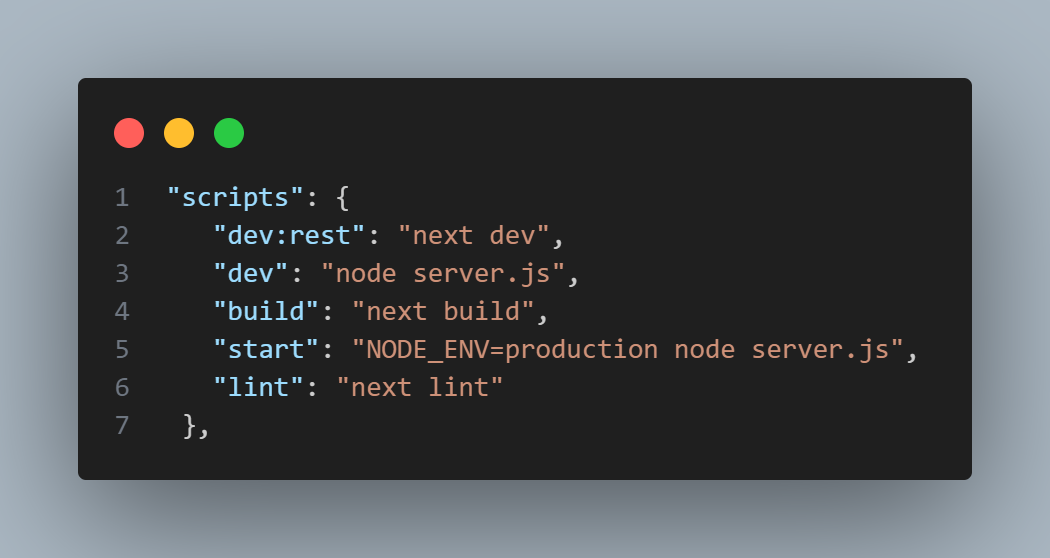 1 "scripts": {
2 "dev:rest": "next dev",
3 "dev": "node server.js",
4 "build": "next build",
5 "start": "NODE_ENV=production node server.js",
6 "lint": "next lint"
7 },